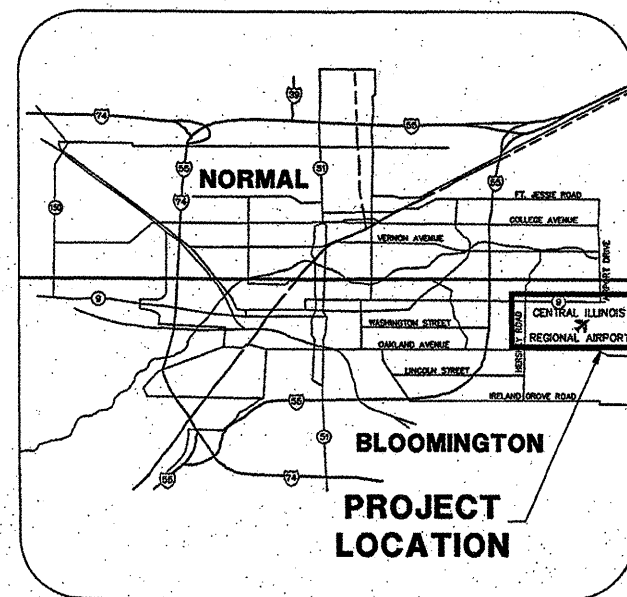 39
74
55
NORMAL
51
55
74
55
FT. JESSIE ROAD
150
COLLEGE AVENUE
VERNON AVENUE
AIRPORT DRIVE
9
9
HERSHEY ROAD
CENTRAL ILLINOIS
REGIONAL AIRPORT
WASHINGTON STREET
OAKLAND AVENUE
LINCOLN STREET
55
IRELAND GROVE ROAD
51
BLOOMINGTON
55
74
PROJECT
LOCATION